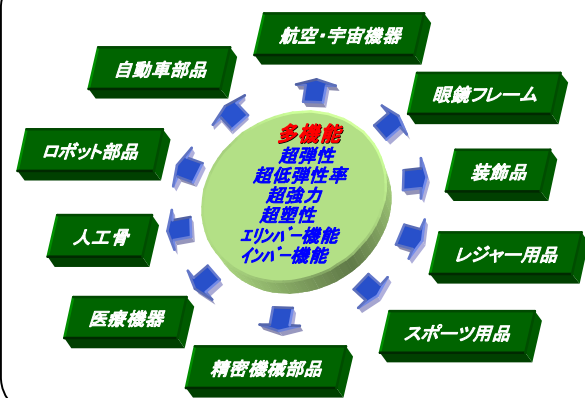 航空・宇宙機器
自動車部品
眼鏡フレーム
ロボット部品
装飾品
人工骨
レジャー用品
医療機器
スポーツ用品
精密機械部品
多機能
超弾性
超低弾性率
超強力
超塑性
エリンバー機能
インバー機能